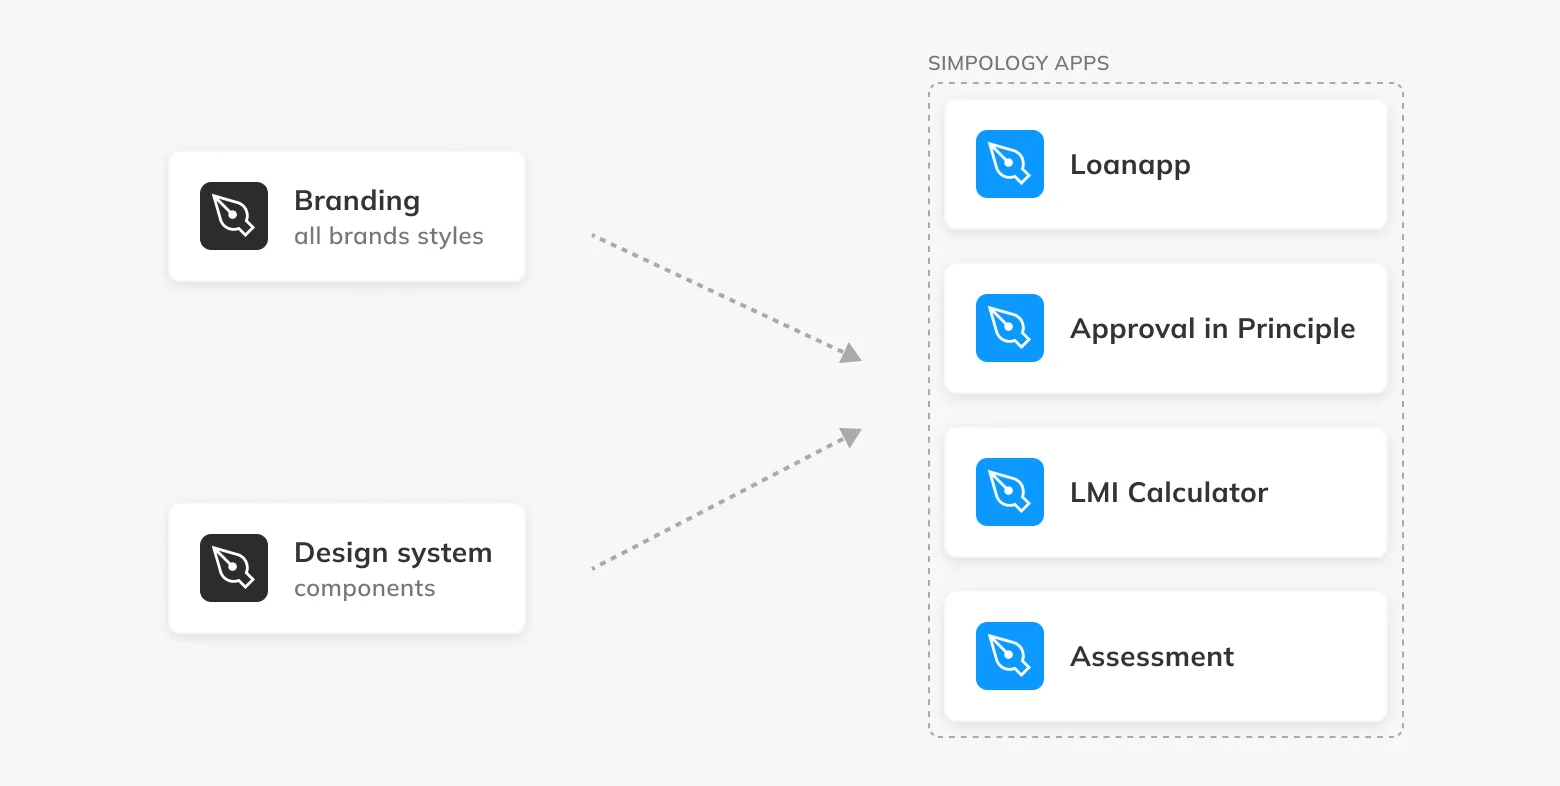 SIMPOLOGY APPS
Branding
all brands styles
Design system
components
Loanapp
Approval in Principle
LMI Calculator
Assessment